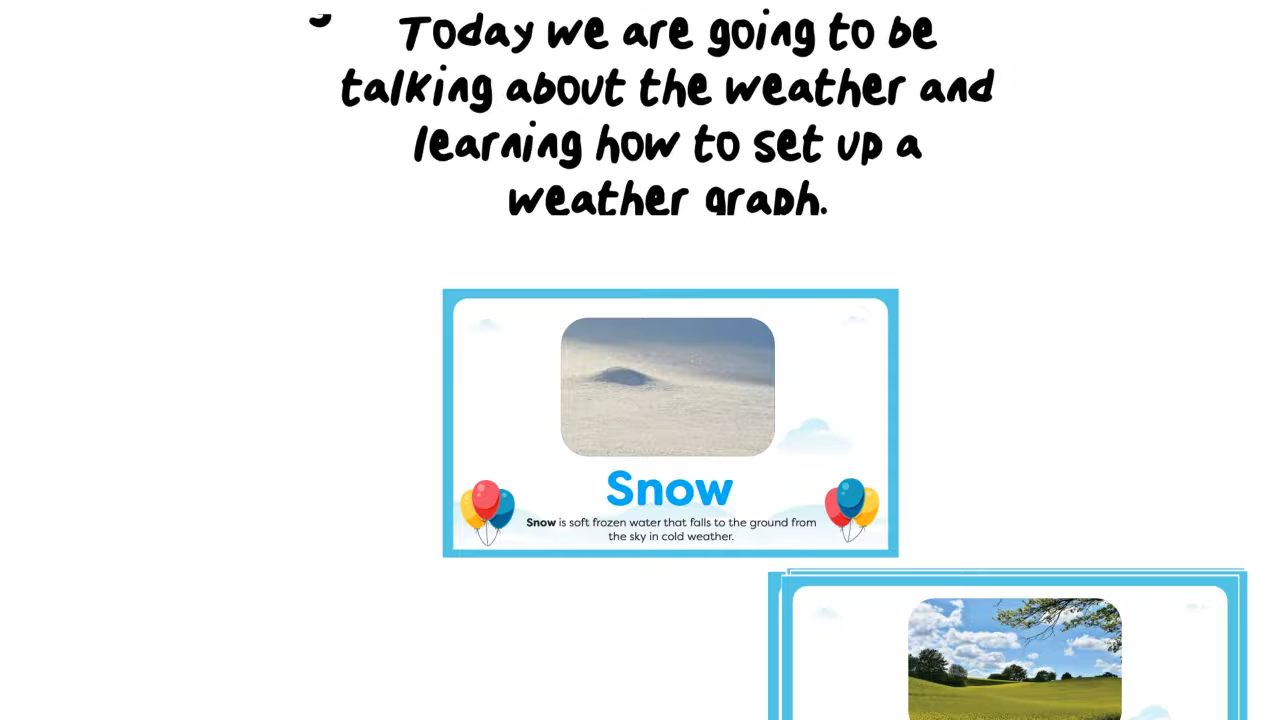 Today we are going to be
talking about the weather and
learning how to set up a
weather graph.
Snow
Snow is soft frozen water that falls to the ground from
the sky in cold weather.